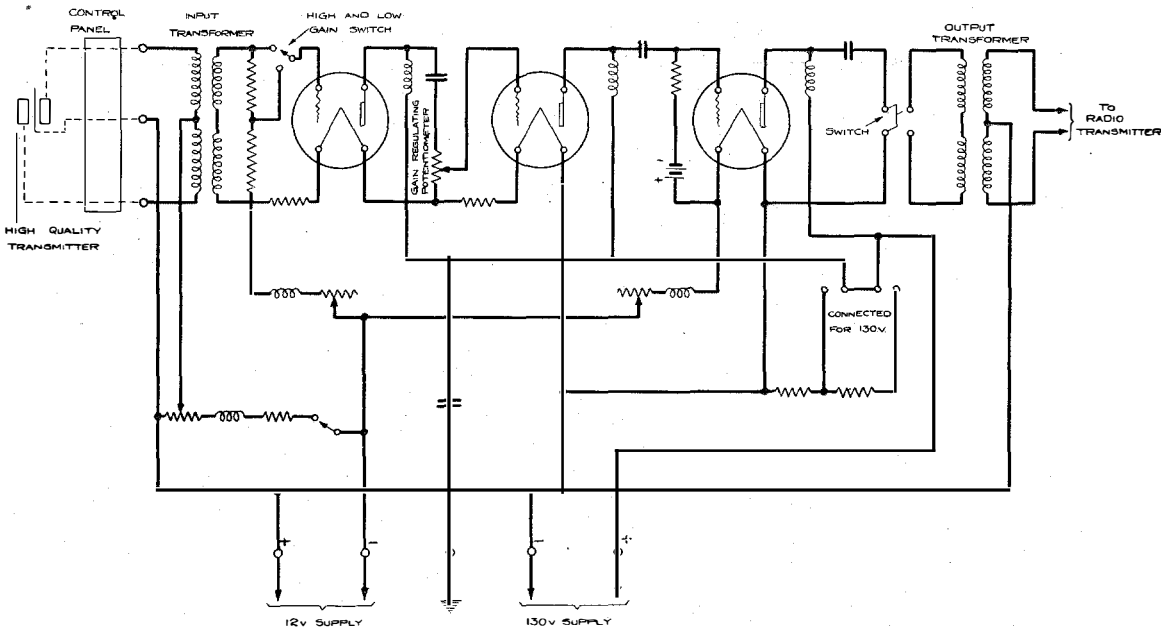 CONTROL
PANEL
INPUT
TRANSFORMER
HIGH AND LOW
GAIN SWITCH
OUTPUT
TRANSFORMER
TO
RADIO
TRANSMITTER
SWITCH
GAIN REGULATING
POTENTIOMETER
HIGH QUALITY
TRANSMITTER
- 
+
CONNECTED
FOR 130.V.
+
-
-
+
12V SUPPLY
130V SUPPLY